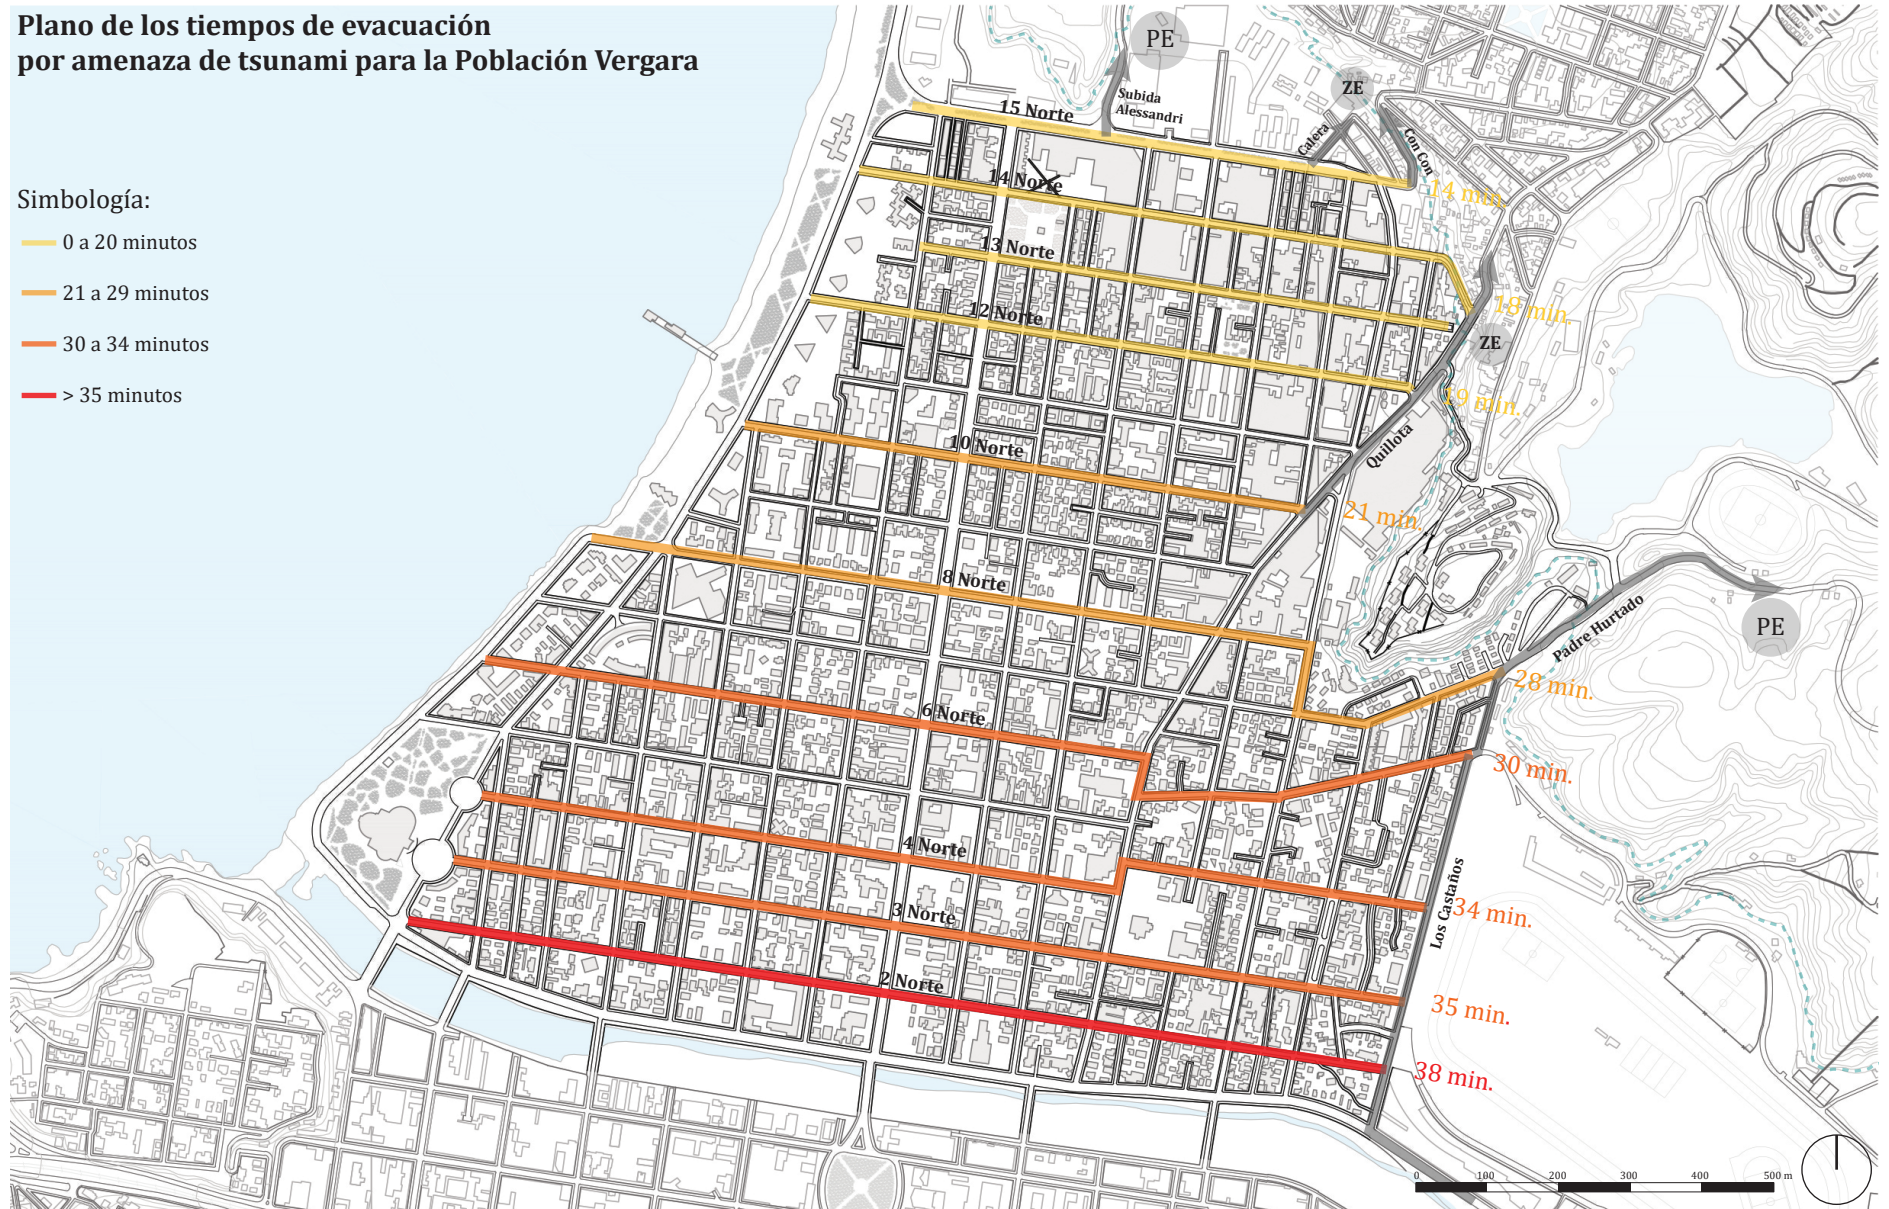 Plano de los tiempos de evacuación
por amenaza de tsunami para la Población Vergara
Simbología:
0 a 20 minutos
21 a 29 minutos
30 a 34 minutos
> 35 minutos
PE
Subida
Alessandri
ZE
Calera
Con Con
15 Norte
14 min.
14 Norte
13 Norte
18 min.
12 Norte
ZE
19 min.
Quillota
10 Norte
21 min.
8 Norte
Padre Hurtado
PE
28 min.
6 Norte
30 min.
4 Norte
34 min.
Los Castaños
3 Norte
35 min.
2 Norte
38 min.
0 100 200 300 400 500 m